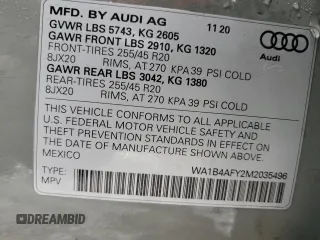 MFD. BY AUDI AG 11 20
GVWR LBS 5743, KG 2605
GAWR FRONT LBS 2910, KG 1320
FRONT-TIRES 255/45 R20
8JX20 RIMS, AT 270 KPA 39 PSI COLD
GAWR REAR LBS 3042, KG 1380
REAR-TIRES 255/45 R20
8JX20 RIMS, AT 270 KPA 39 PSI COLD
Audi
THIS VEHICLE CONFORMS TO ALL APPLICABLE
U.S. FEDERAL MOTOR VEHICLE SAFETY AND
THEFT PREVENTION STANDARDS IN EFFECT ON
THE DATE OF MANUFACTURE SHOWN ABOVE.
MEXICO
TYPE:
MPV
WA1B4AFY2M2035496
DREAMBID